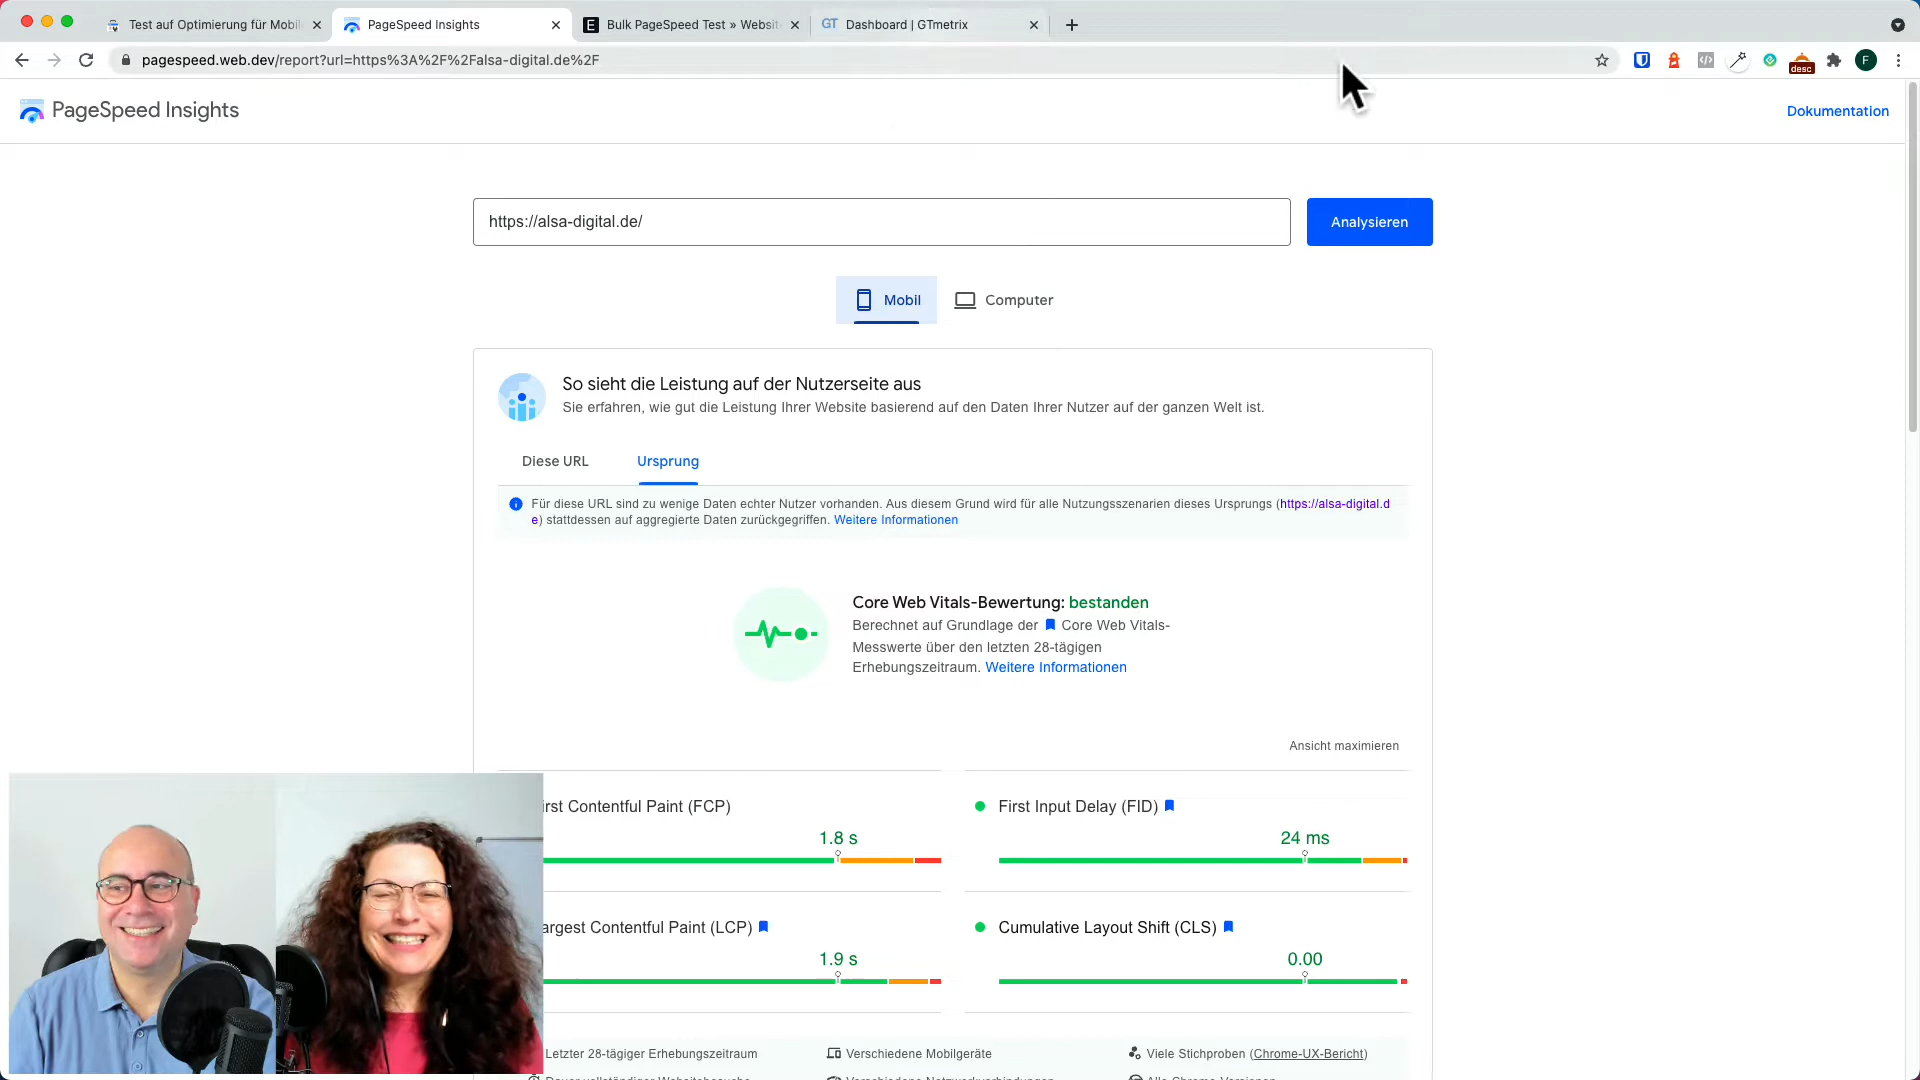 Test auf Optimierung für Mobil
PageSpeed Insights
Bulk PageSpeed Test » Websit
GT Dashboard | GTmetrix
pagespeed.web.dev/report?url=https%3A%2F%2Falsa-digital.de%2F
desc
F
PageSpeed Insights
Dokumentation
https://alsa-digital.de/
Analysieren
Mobil
Computer
So sieht die Leistung auf der Nutzerseite aus
Sie erfahren, wie gut die Leistung Ihrer Website basierend auf den Daten Ihrer Nutzer auf der ganzen Welt ist.
Diese URL
Ursprung
Für diese URL sind zu wenige Daten echter Nutzer vorhanden. Aus diesem Grund wird für alle Nutzungsszenarien dieses Ursprungs (https://alsa-digital.d
e) stattdessen auf aggregierte Daten zurückgegriffen. Weitere Informationen
Core Web Vitals-Bewertung: bestanden
Berechnet auf Grundlage der Core Web Vitals-
Messwerte über den letzten 28-tägigen
Erhebungszeitraum. Weitere Informationen
Ansicht maximieren
irst Contentful Paint (FCP)
1.8 s
First Input Delay (FID)
24 ms
argest Contentful Paint (LCP)
1.9 s
Cumulative Layout Shift (CLS)
0.00
Letzter 28-tägiger Erhebungszeitraum
Verschiedene Mobilgeräte
Viele Stichproben (Chrome-UX-Bericht)